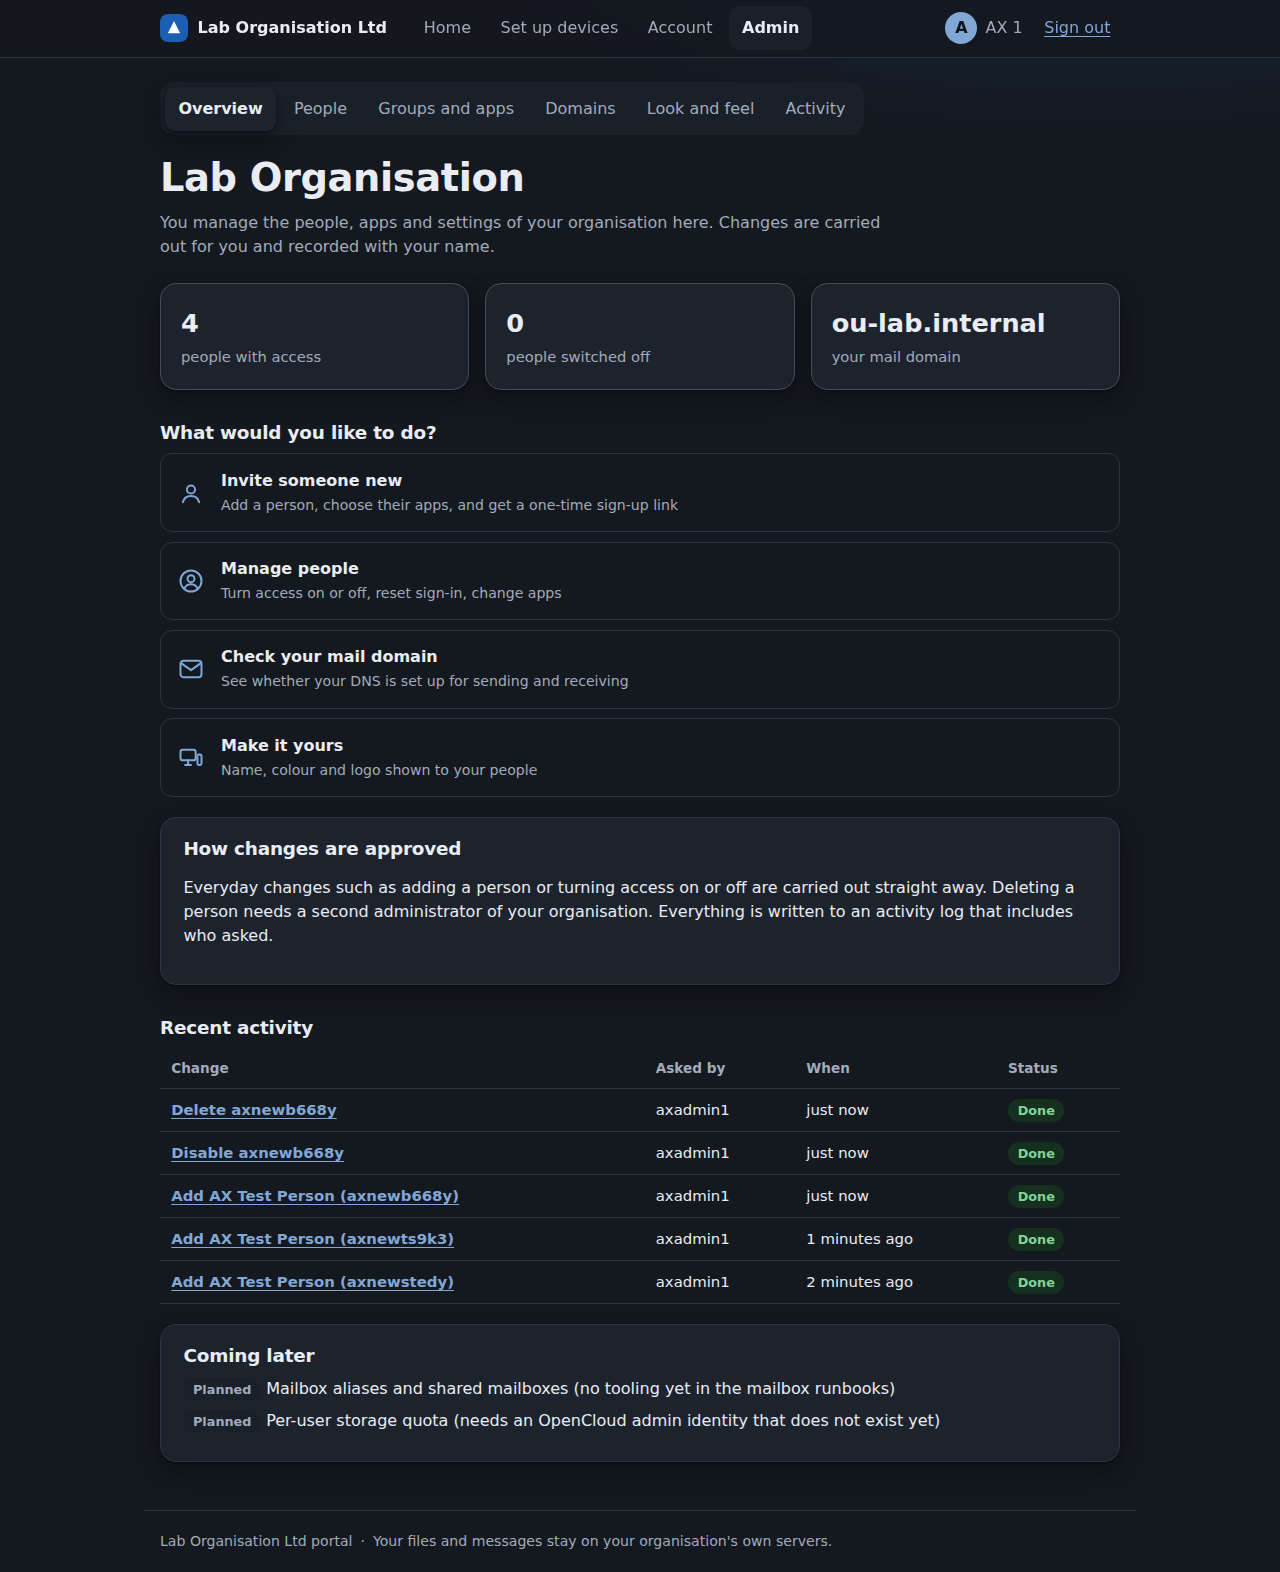 Lab Organisation Ltd Home Set up devices Account Admin A AX 1 Sign out
Overview People Groups and apps Domains Look and feel Activity
Lab Organisation
You manage the people, apps and settings of your organisation here. Changes are carried
out for you and recorded with your name.
4 0 ou-lab.internal
people with access people switched off your mail domain
What would you like to do?
Invite someone new
Add a person, choose their apps, and get a one-time sign-up link
Manage people
Turn access on or off, reset sign-in, change apps
Check your mail domain
See whether your DNS is set up for sending and receiving
Make it yours
Name, colour and logo shown to your people
How changes are approved
Everyday changes such as adding a person or turning access on or off are carried out straight away. Deleting a
person needs a second administrator of your organisation. Everything is written to an activity log that includes
who asked.
Recent activity
Change Asked by When Status
Delete axnewb668y axadmin1 just now Done
Disable axnewb668y axadmin1 just now Done
Add AX Test Person (axnewb668y) axadmin1 just now Done
Add AX Test Person (axnewts9k3) axadmin1 1 minutes ago Done
Add AX Test Person (axnewstedy) axadmin1 2 minutes ago Done
Coming later
Planned Mailbox aliases and shared mailboxes (no tooling yet in the mailbox runbooks)
Planned Per-user storage quota (needs an OpenCloud admin identity that does not exist yet)
Lab Organisation Ltd portal · Your files and messages stay on your organisation's own servers.